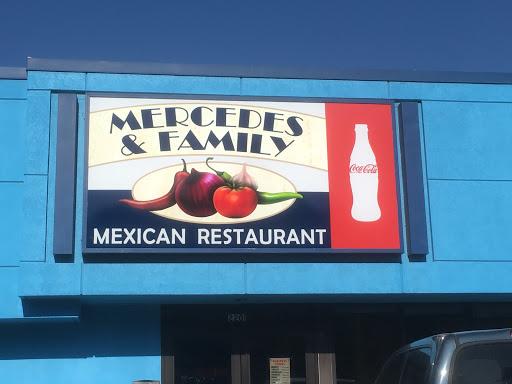 MERCEDES
& FAMILY
MEXICAN RESTAURANT
Coca-Cola